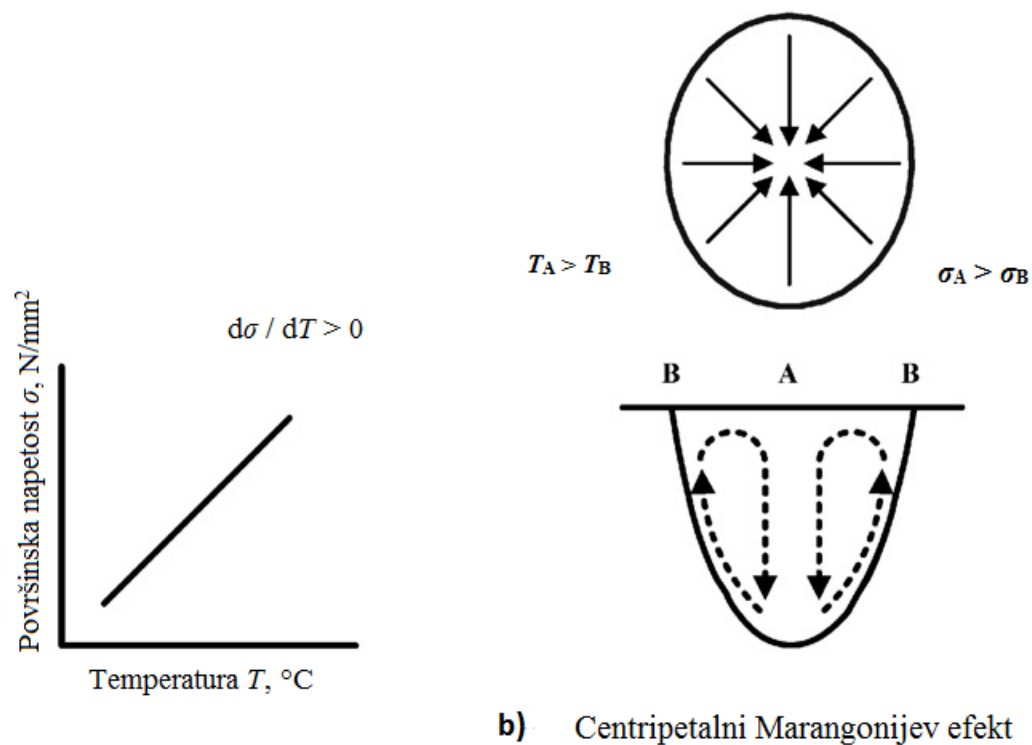 T_A > T_B
σ_A > σ_B
dσ / dT > 0
Površinska napetost σ, N/mm²
Temperatura T, °C
B A B
b) Centripetalni Marangonijev efekt